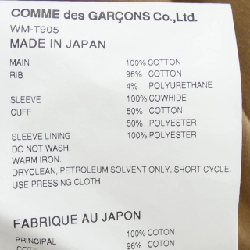 COMME des GARÇONS Co.,Ltd.
WM-T905
MADE IN JAPAN
MAIN 100% COTTON
RIB 96% COTTON
4% POLYURETHANE
SLEEVE 100% COWHIDE
CUFF 50% COTTON
50% POLYESTER
SLEEVE LINING 100% POLYESTER
DO NOT WASH
WARM IRON.
DRYCLEAN, PETROLEUM SOLVENT ONLY, SHORT CYCLE.
USE PRESSING CLOTH
FABRIQUE AU JAPON
PRINCIPAL 100% COTON
96% COTON